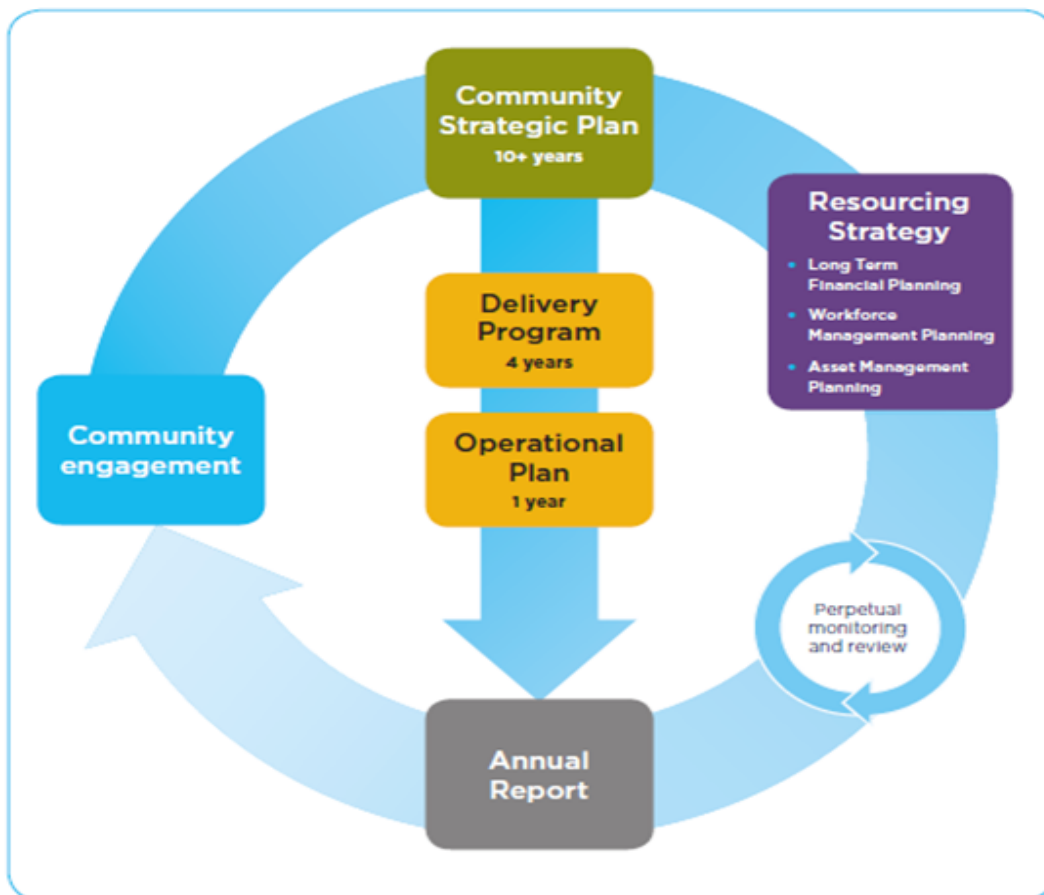 Community
Strategic Plan
10+ years
Resourcing
Strategy
• Long Term
Financial Planning
• Workforce
Management Planning
• Asset Management
Planning
Delivery
Program
4 years
Community
engagement
Operational
Plan
1 year
Perpetual
monitoring
and review
Annual
Report